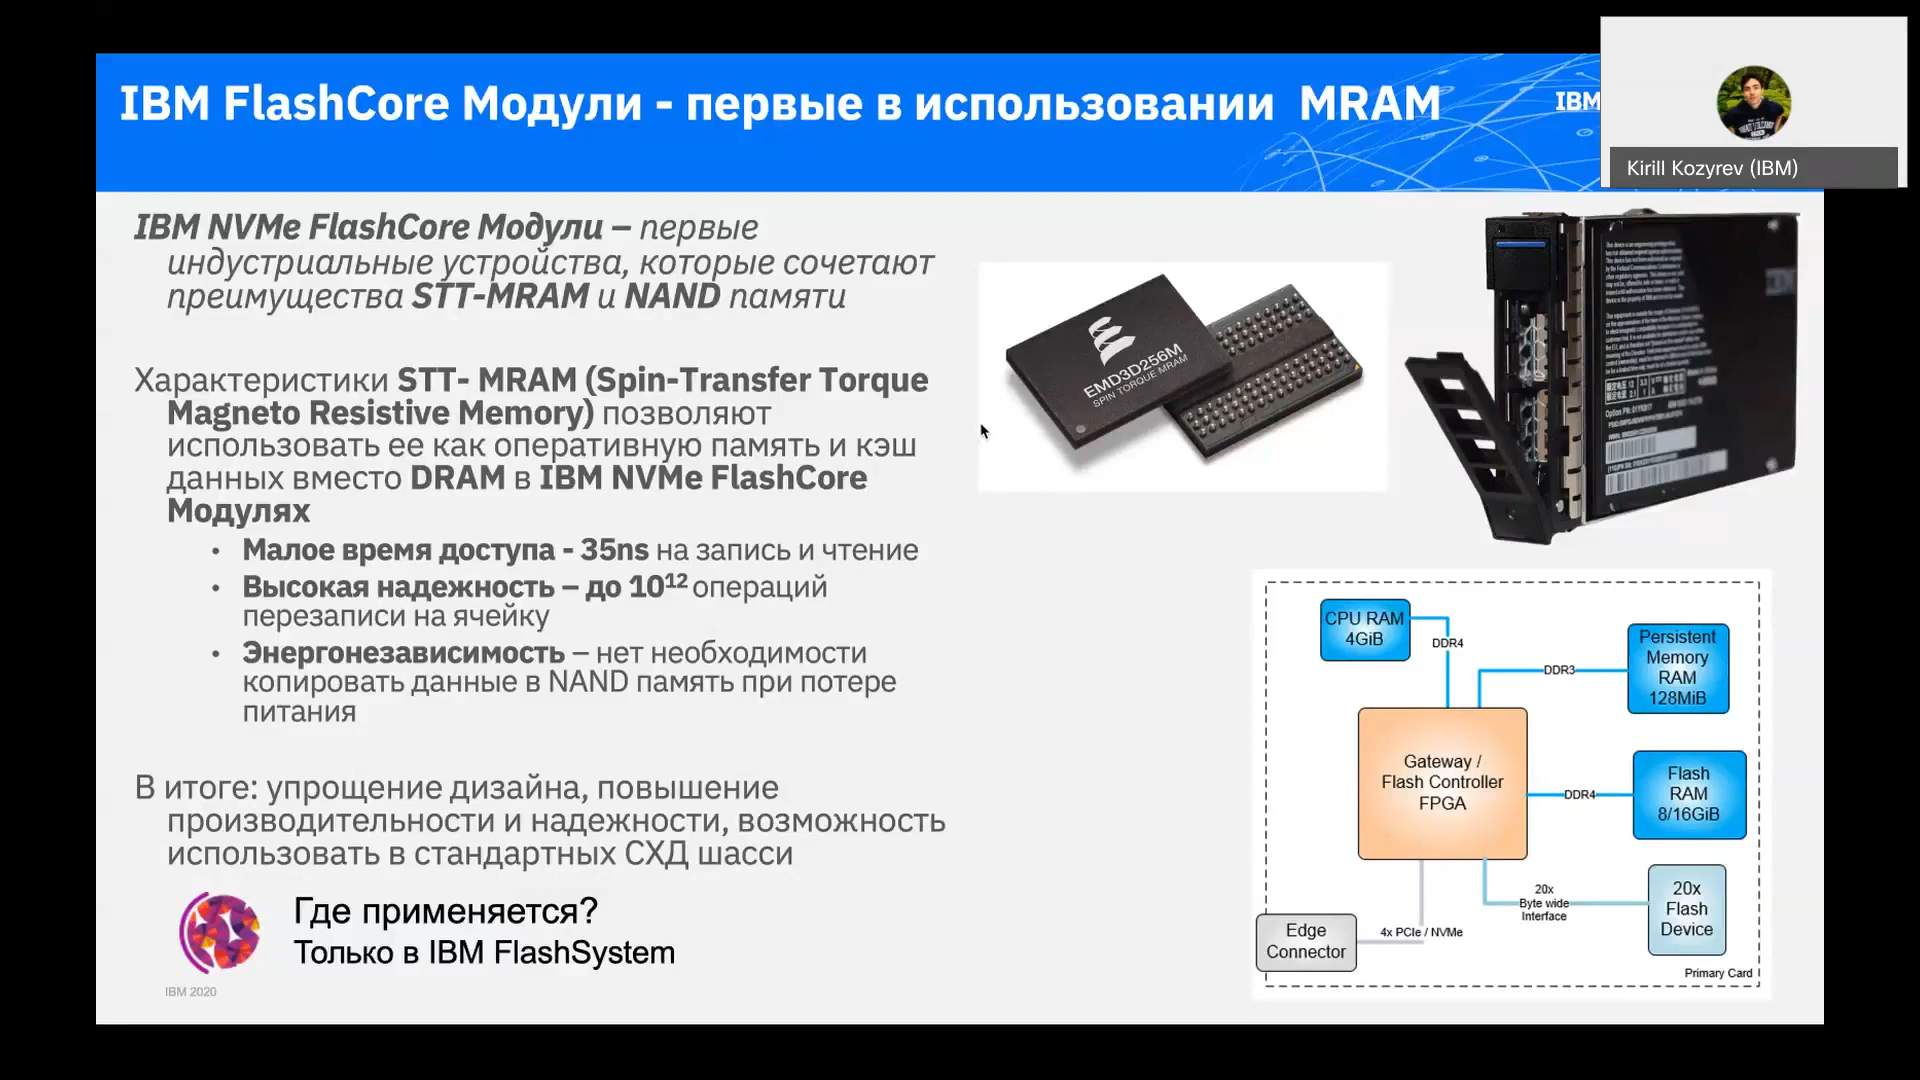 IBM FlashCore Модули - первые в использовании MRAM
IBM
Kirill Kozyrev (IBM)
IBM NVMe FlashCore Модули – первые
индустриальные устройства, которые сочетают
преимущества STT-MRAM и NAND памяти
Характеристики STT- MRAM (Spin-Transfer Torque
Magneto Resistive Memory) позволяют
использовать ее как оперативную память и кэш
данных вместо DRAM в IBM NVMe FlashCore
Модулях
• Малое время доступа - 35ns на запись и чтение
• Высокая надежность – до 10¹² операций
перезаписи на ячейку
• Энергонезависимость – нет необходимости
копировать данные в NAND память при потере
питания
В итоге: упрощение дизайна, повышение
производительности и надежности, возможность
использовать в стандартных СХД шасси
Где применяется?
Только в IBM FlashSystem
IBM 2020
EMD3D256M
SPIN TORQUE MRAM
IBM
CPU RAM
4GiB
DDR4
Persistent
Memory
RAM
128MiB
DDR3
Gateway /
Flash Controller
FPGA
DDR4
Flash
RAM
8/16GiB
20x
Byte wide
Interface
20x
Flash
Device
Edge
Connector
4x PCIe / NVMe
Primary Card